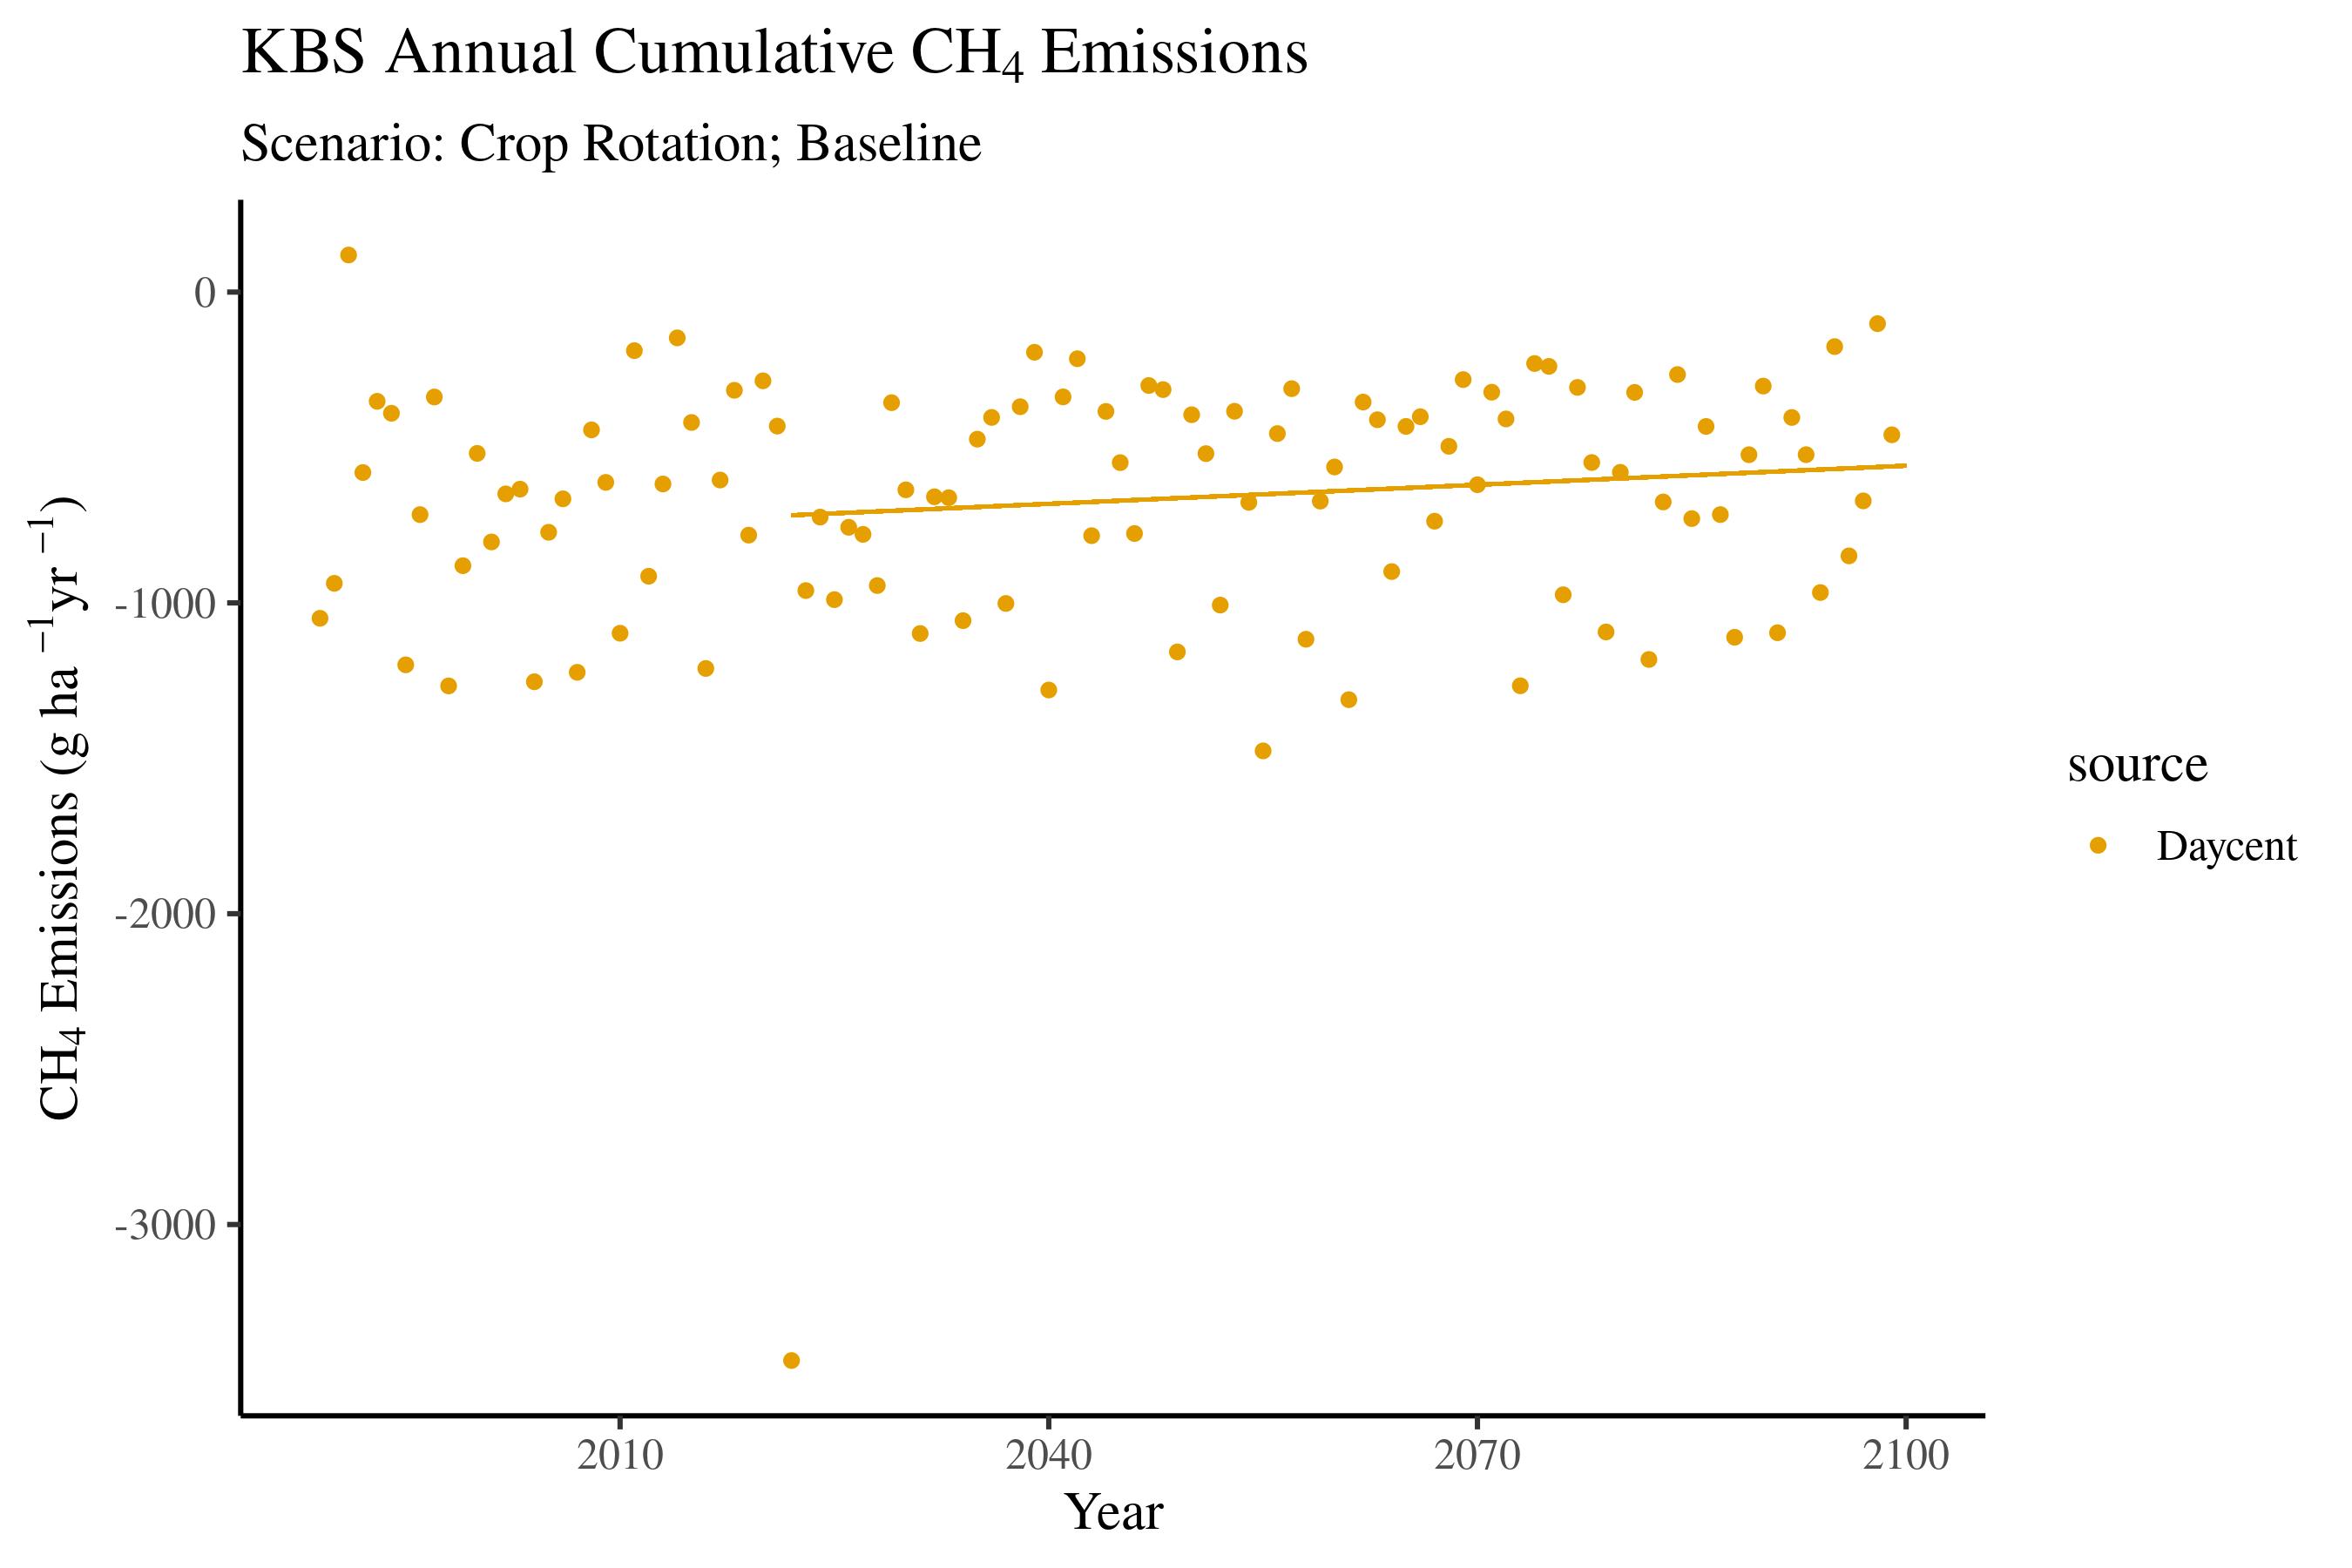 KBS Annual Cumulative CH₄ Emissions
Scenario: Crop Rotation; Baseline
CH₄ Emissions (g ha ⁻¹yr ⁻¹)
0
-1000
-2000
-3000
2010 2040 2070 2100
Year
source
Daycent